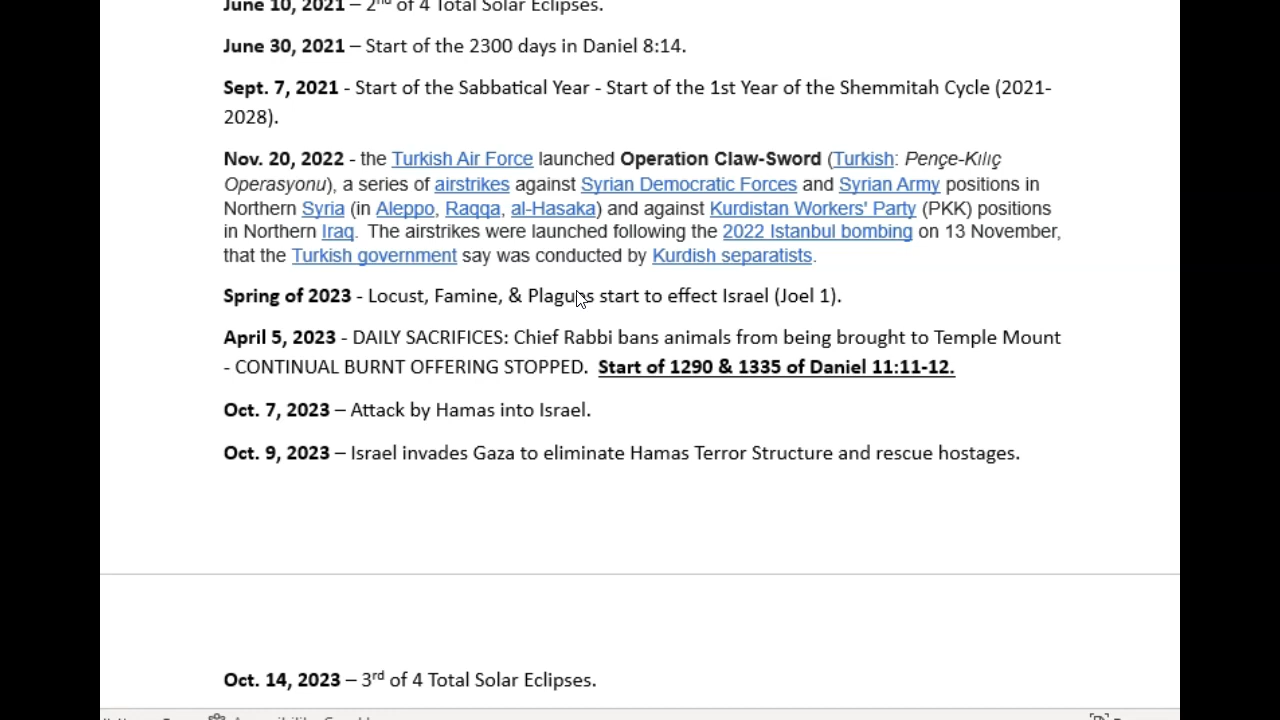 June 10, 2021 – 2nd of 4 Total Solar Eclipses.
June 30, 2021 – Start of the 2300 days in Daniel 8:14.
Sept. 7, 2021 - Start of the Sabbatical Year - Start of the 1st Year of the Shemmitah Cycle (2021-
2028).
Nov. 20, 2022 - the Turkish Air Force launched Operation Claw-Sword (Turkish: Pençe-Kılıç
Operasyonu), a series of airstrikes against Syrian Democratic Forces and Syrian Army positions in
Northern Syria (in Aleppo, Raqqa, al-Hasaka) and against Kurdistan Workers' Party (PKK) positions
in Northern Iraq.  The airstrikes were launched following the 2022 Istanbul bombing on 13 November,
that the Turkish government say was conducted by Kurdish separatists.
Spring of 2023 - Locust, Famine, & Plagues start to effect Israel (Joel 1).
April 5, 2023 - DAILY SACRIFICES: Chief Rabbi bans animals from being brought to Temple Mount
- CONTINUAL BURNT OFFERING STOPPED.  Start of 1290 & 1335 of Daniel 11:11-12.
Oct. 7, 2023 – Attack by Hamas into Israel.
Oct. 9, 2023 – Israel invades Gaza to eliminate Hamas Terror Structure and rescue hostages.
Oct. 14, 2023 – 3rd of 4 Total Solar Eclipses.